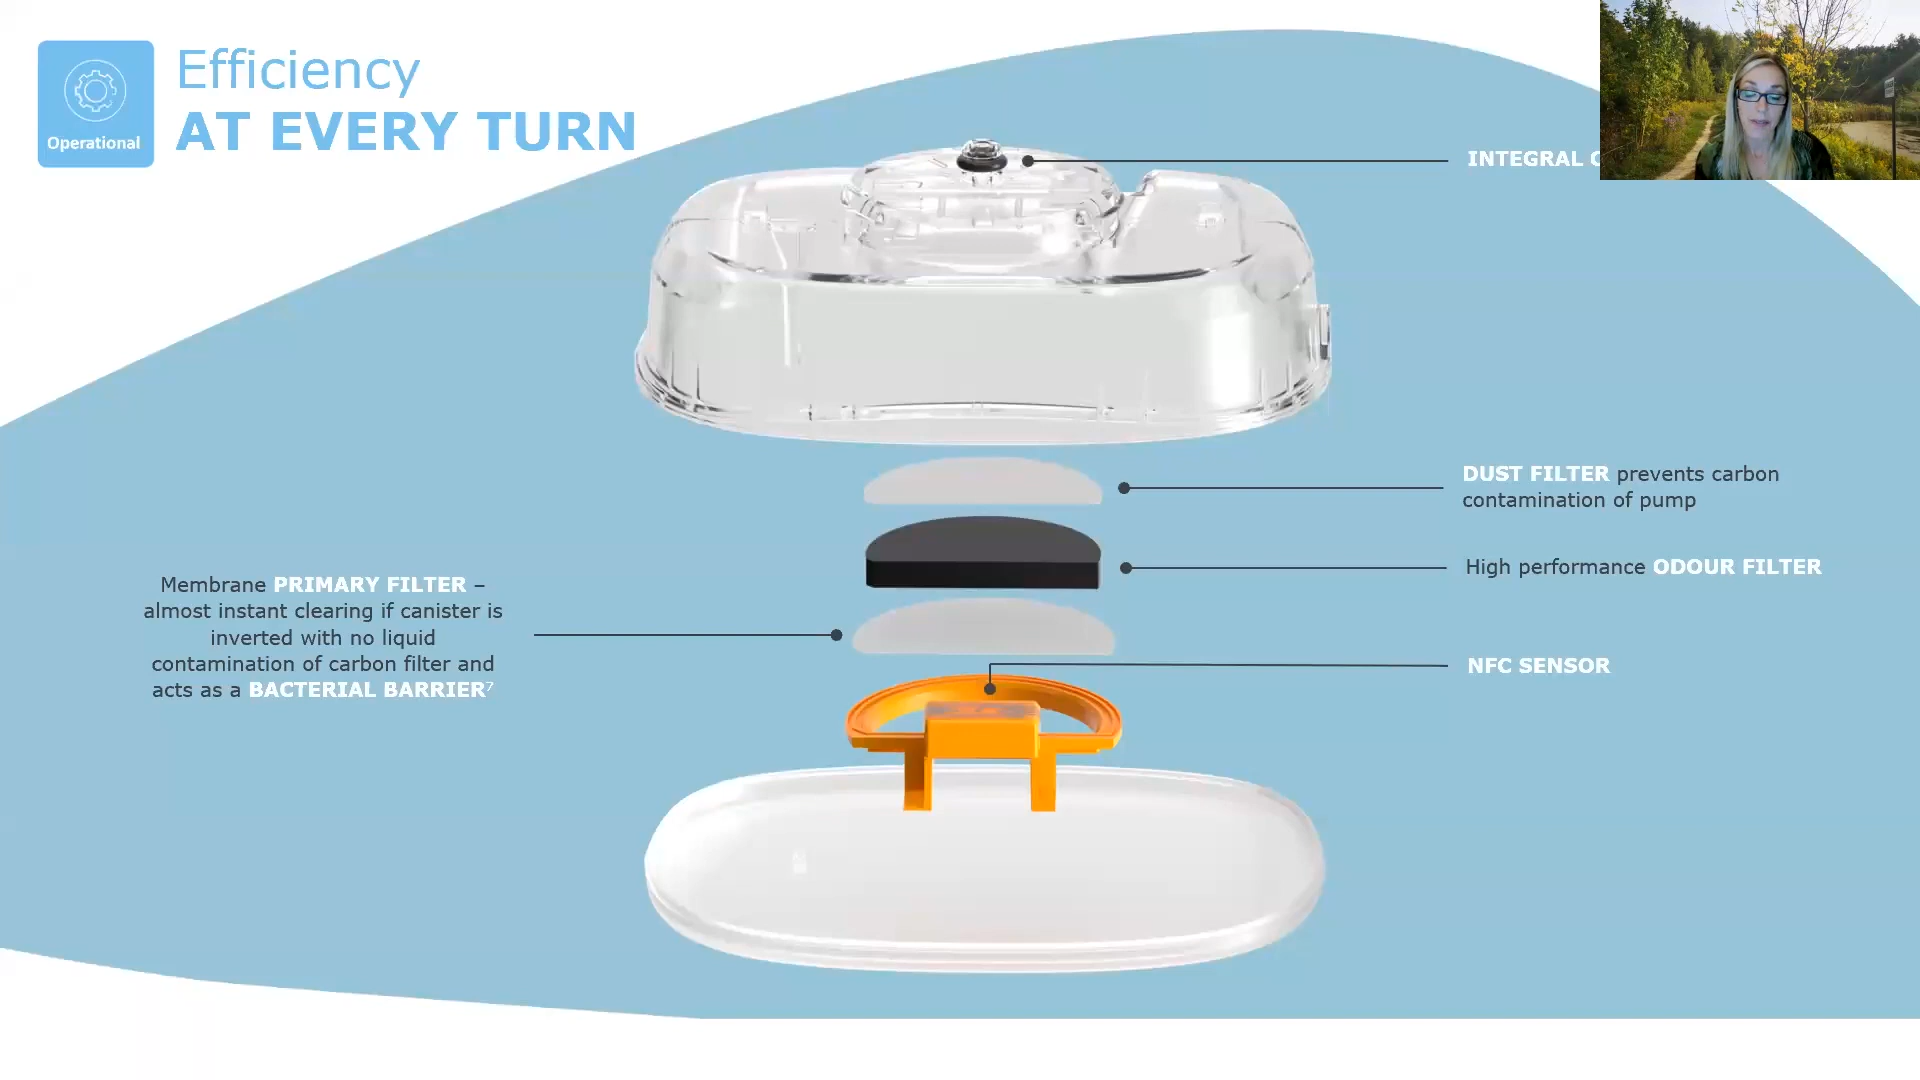 Efficiency
AT EVERY TURN
Operational
INTEGRAL
DUST FILTER prevents carbon
contamination of pump
High performance ODOUR FILTER
Membrane PRIMARY FILTER –
almost instant clearing if canister is
inverted with no liquid
contamination of carbon filter and
acts as a BACTERIAL BARRIER⁷
NFC SENSOR